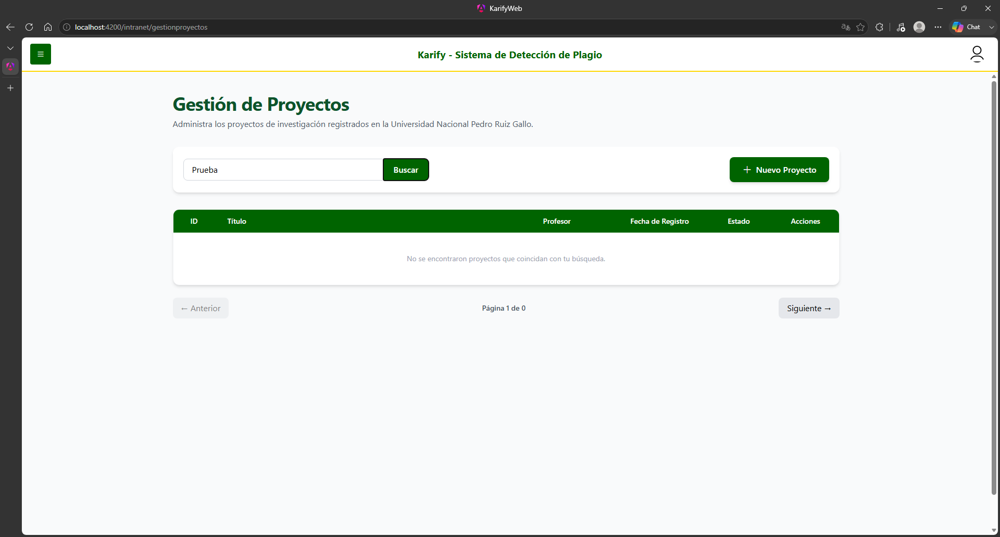 KarifyWeb
localhost:4200/intranet/gestionproyectos
Chat
Karify - Sistema de Detección de Plagio
Gestión de Proyectos
Administra los proyectos de investigación registrados en la Universidad Nacional Pedro Ruiz Gallo.
Prueba Buscar + Nuevo Proyecto
ID Título Profesor Fecha de Registro Estado Acciones
No se encontraron proyectos que coincidan con tu búsqueda.
← Anterior Página 1 de 0 Siguiente →